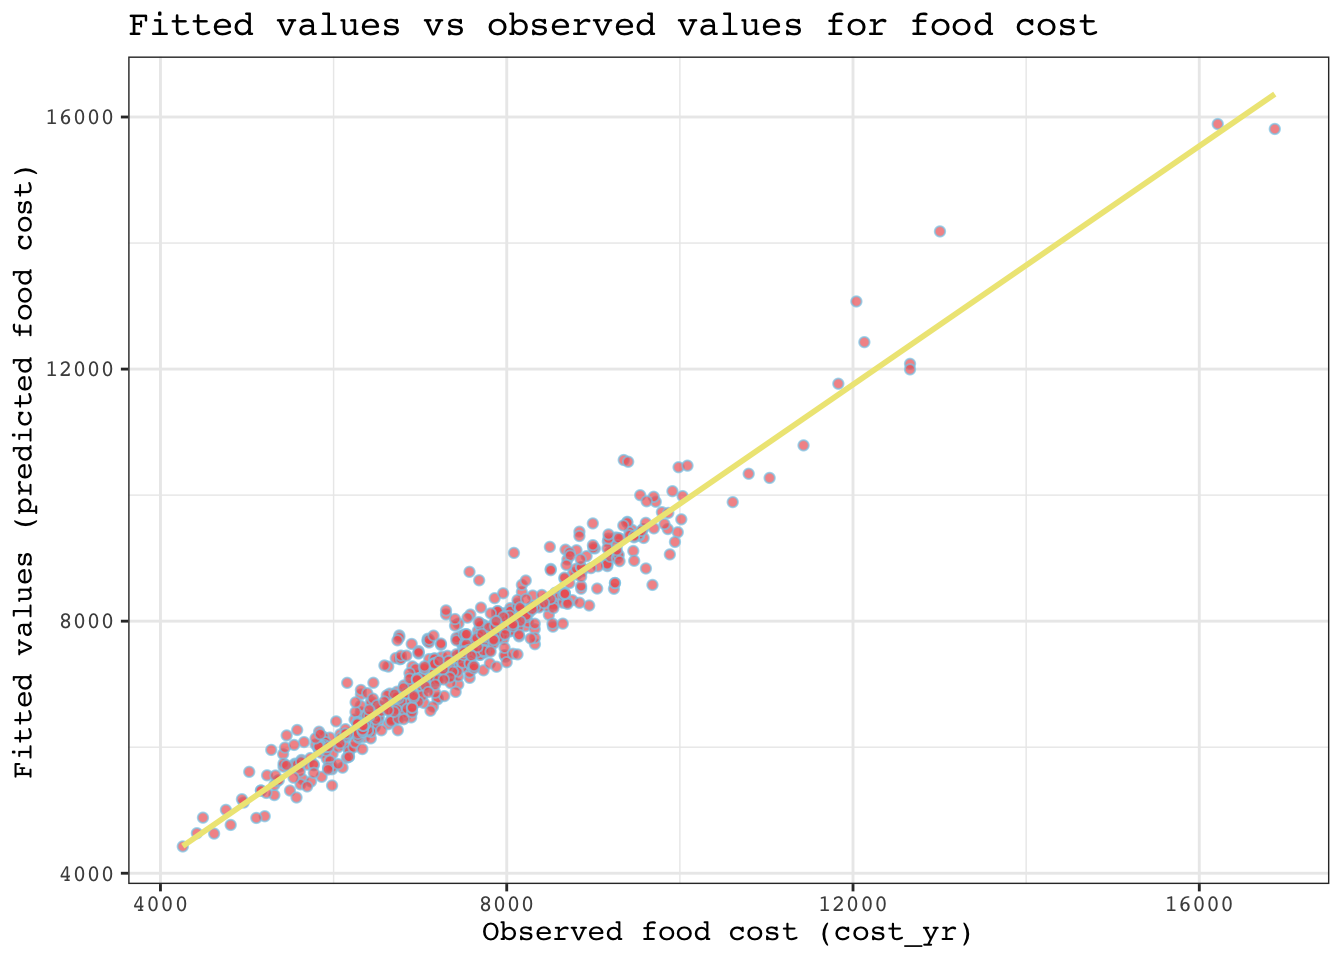 Fitted values vs observed values for food cost
Fitted values (predicted food cost)
16000
12000
8000
4000
4000 8000 12000 16000
Observed food cost (cost_yr)